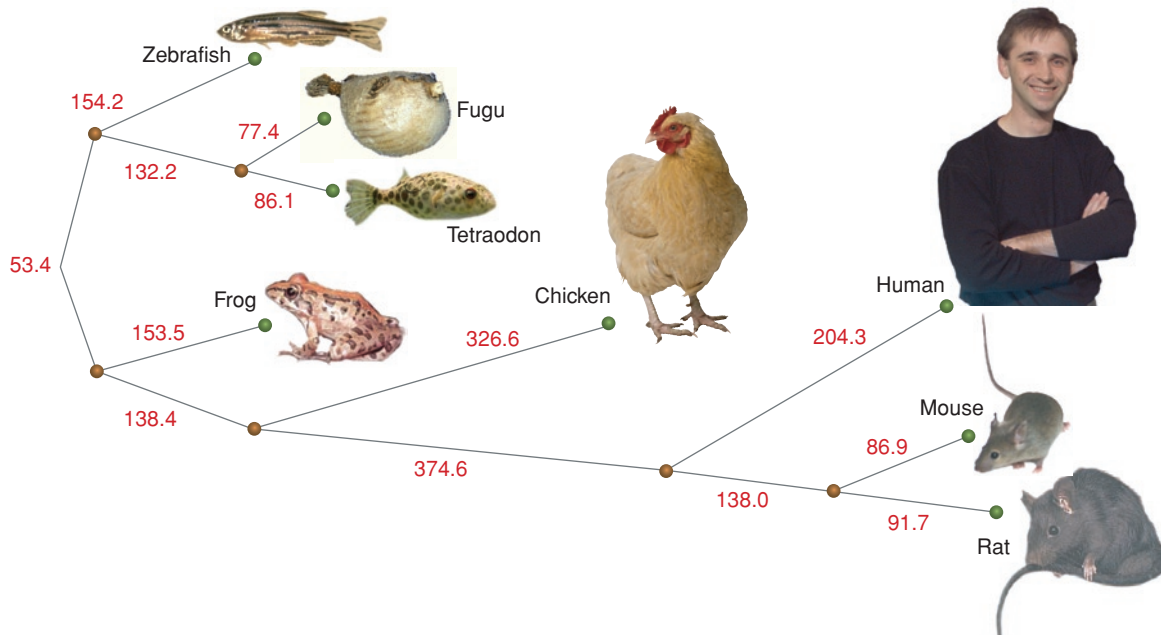 Zebrafish
154.2
Fugu
77.4
132.2
86.1
Tetraodon
53.4
Frog
Chicken
Human
153.5
326.6
204.3
138.4
Mouse
86.9
374.6
138.0
91.7
Rat